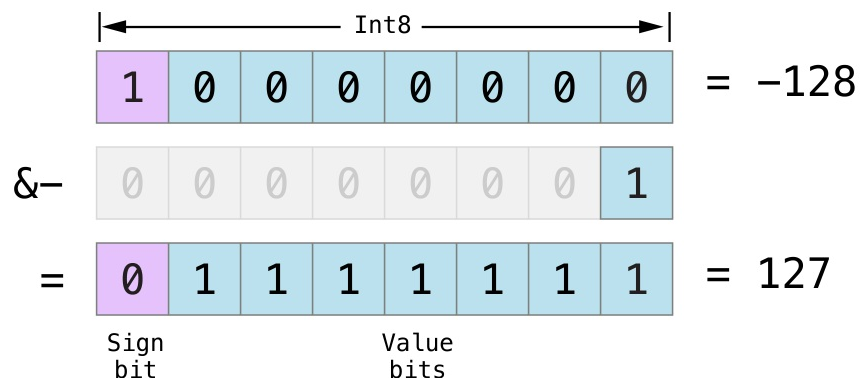 Int8
1 0 0 0 0 0 0 0 = −128
&− 0 0 0 0 0 0 0 1
= 0 1 1 1 1 1 1 1 = 127
Sign bit
Value bits